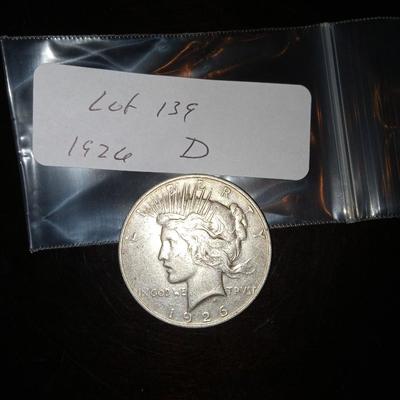 Lot 139
1926 D
LIBERTY
IN GOD WE TRVST
1926